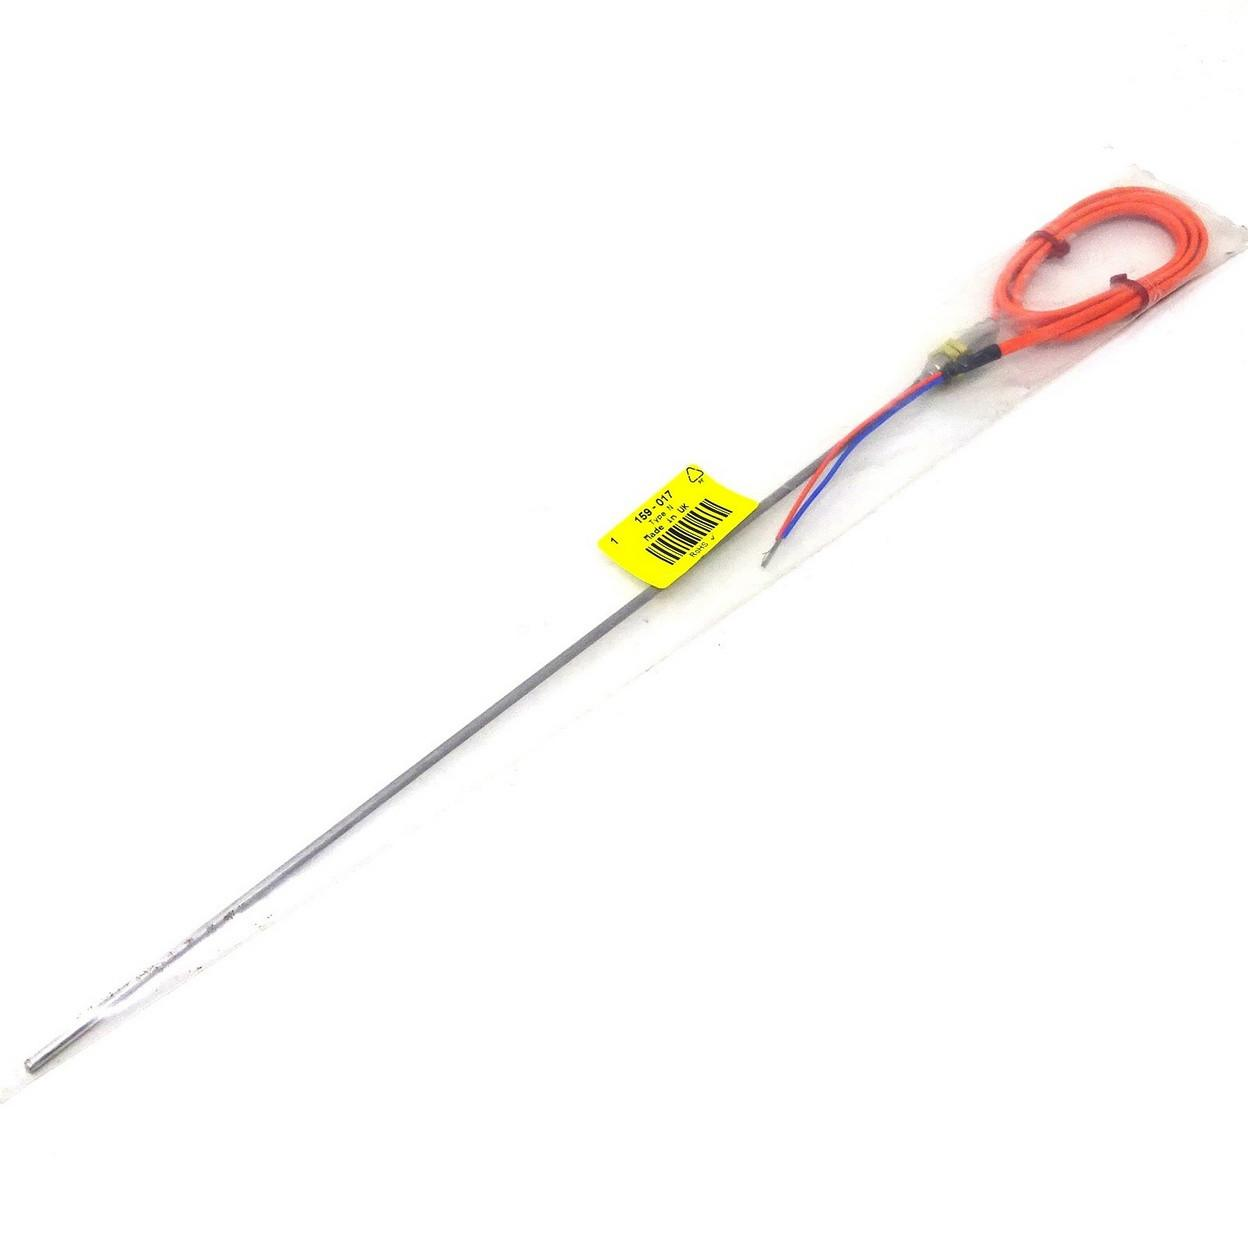 159-017
Type N
Made in UK
1
RoHS ✓